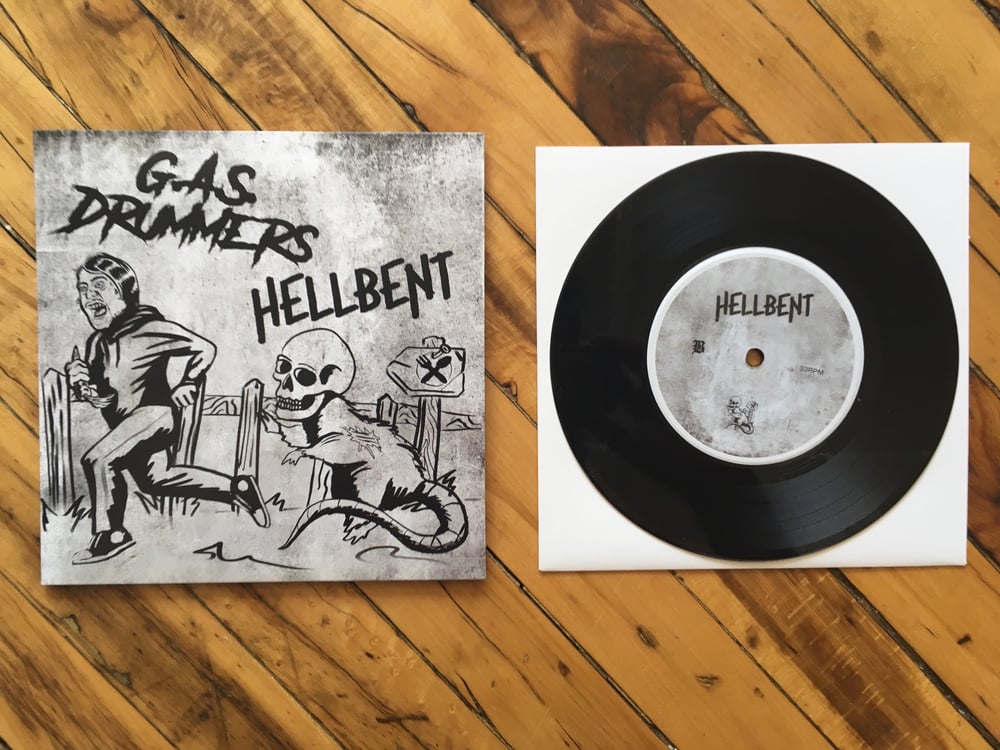 G.A.S.
DRUMMERS
HELLBENT
HELLBENT
B
33RPM